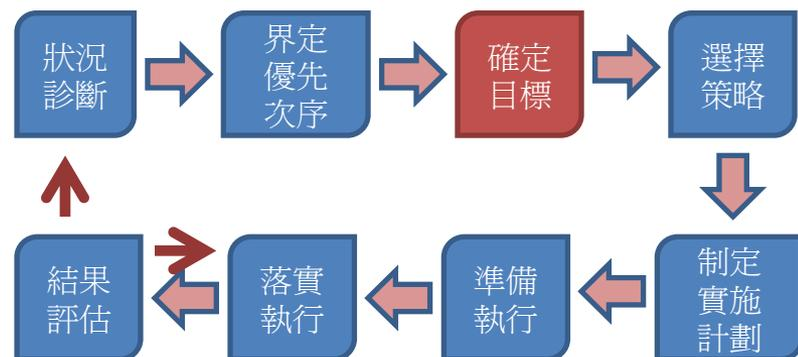 狀況
診斷
界定
優先
次序
確定
目標
選擇
策略
制定
實施
計劃
準備
執行
落實
執行
結果
評估